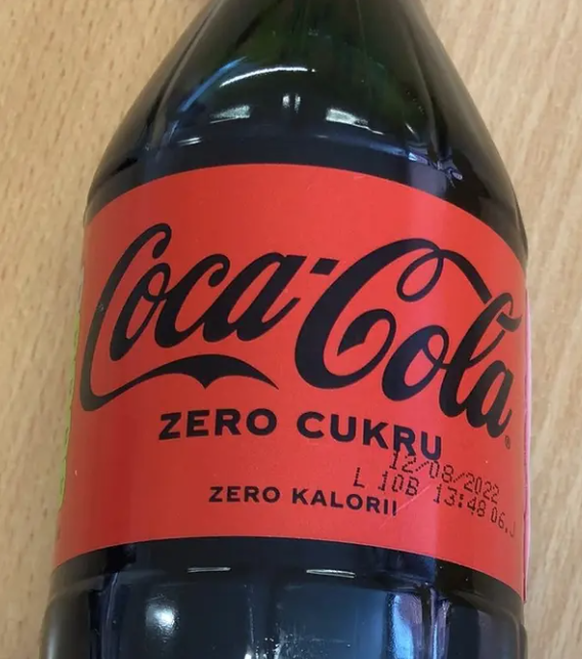 Coca-Cola®
ZERO CUKRU
12/08/2022
L 10B 13:48 06.
ZERO KALORII